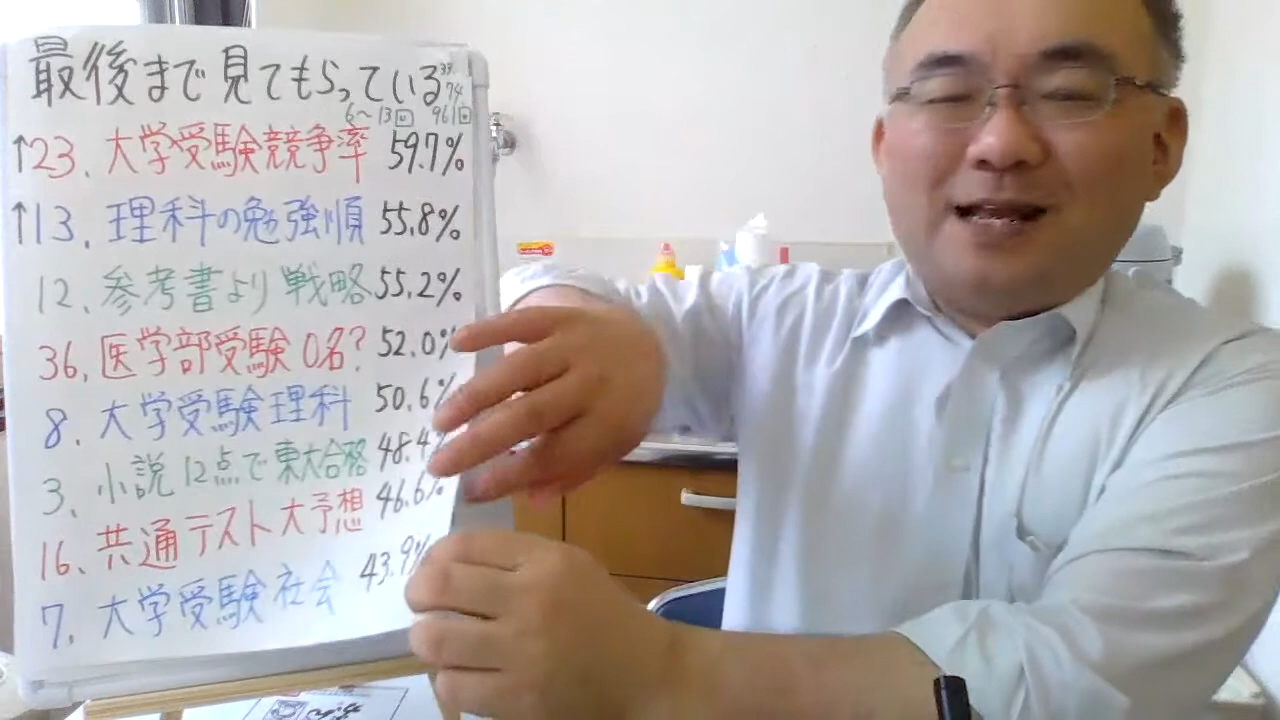 最後まで見てもらっている
6〜13回 961回
↑23. 大学受験競争率 59.7%
↑13. 理科の勉強順 55.8%
12. 参考書より戦略 55.2%
36. 医学部受験0名? 52.0%
8. 大学受験理科 50.6%
3. 小説12点で東大合格 48.4%
16. 共通テスト大予想 46.6%
7. 大学受験社会 43.9%